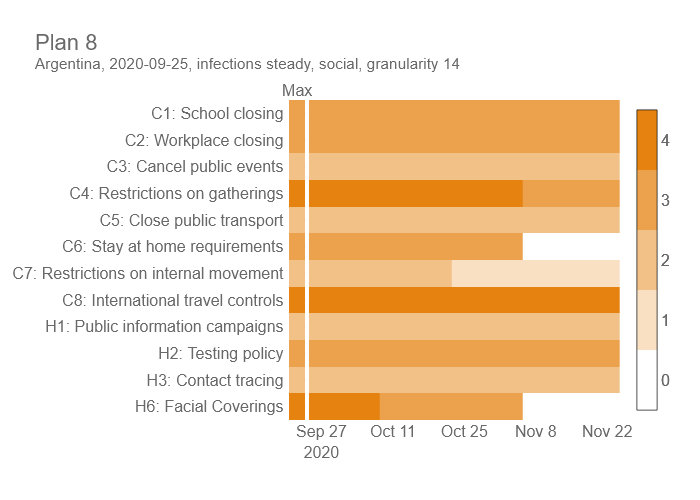 Plan 8
Argentina, 2020-09-25, infections steady, social, granularity 14
Max
C1: School closing
C2: Workplace closing
C3: Cancel public events
C4: Restrictions on gatherings
C5: Close public transport
C6: Stay at home requirements
C7: Restrictions on internal movement
C8: International travel controls
H1: Public information campaigns
H2: Testing policy
H3: Contact tracing
H6: Facial Coverings
Sep 27 Oct 11 Oct 25 Nov 8 Nov 22
2020
4
3
2
1
0